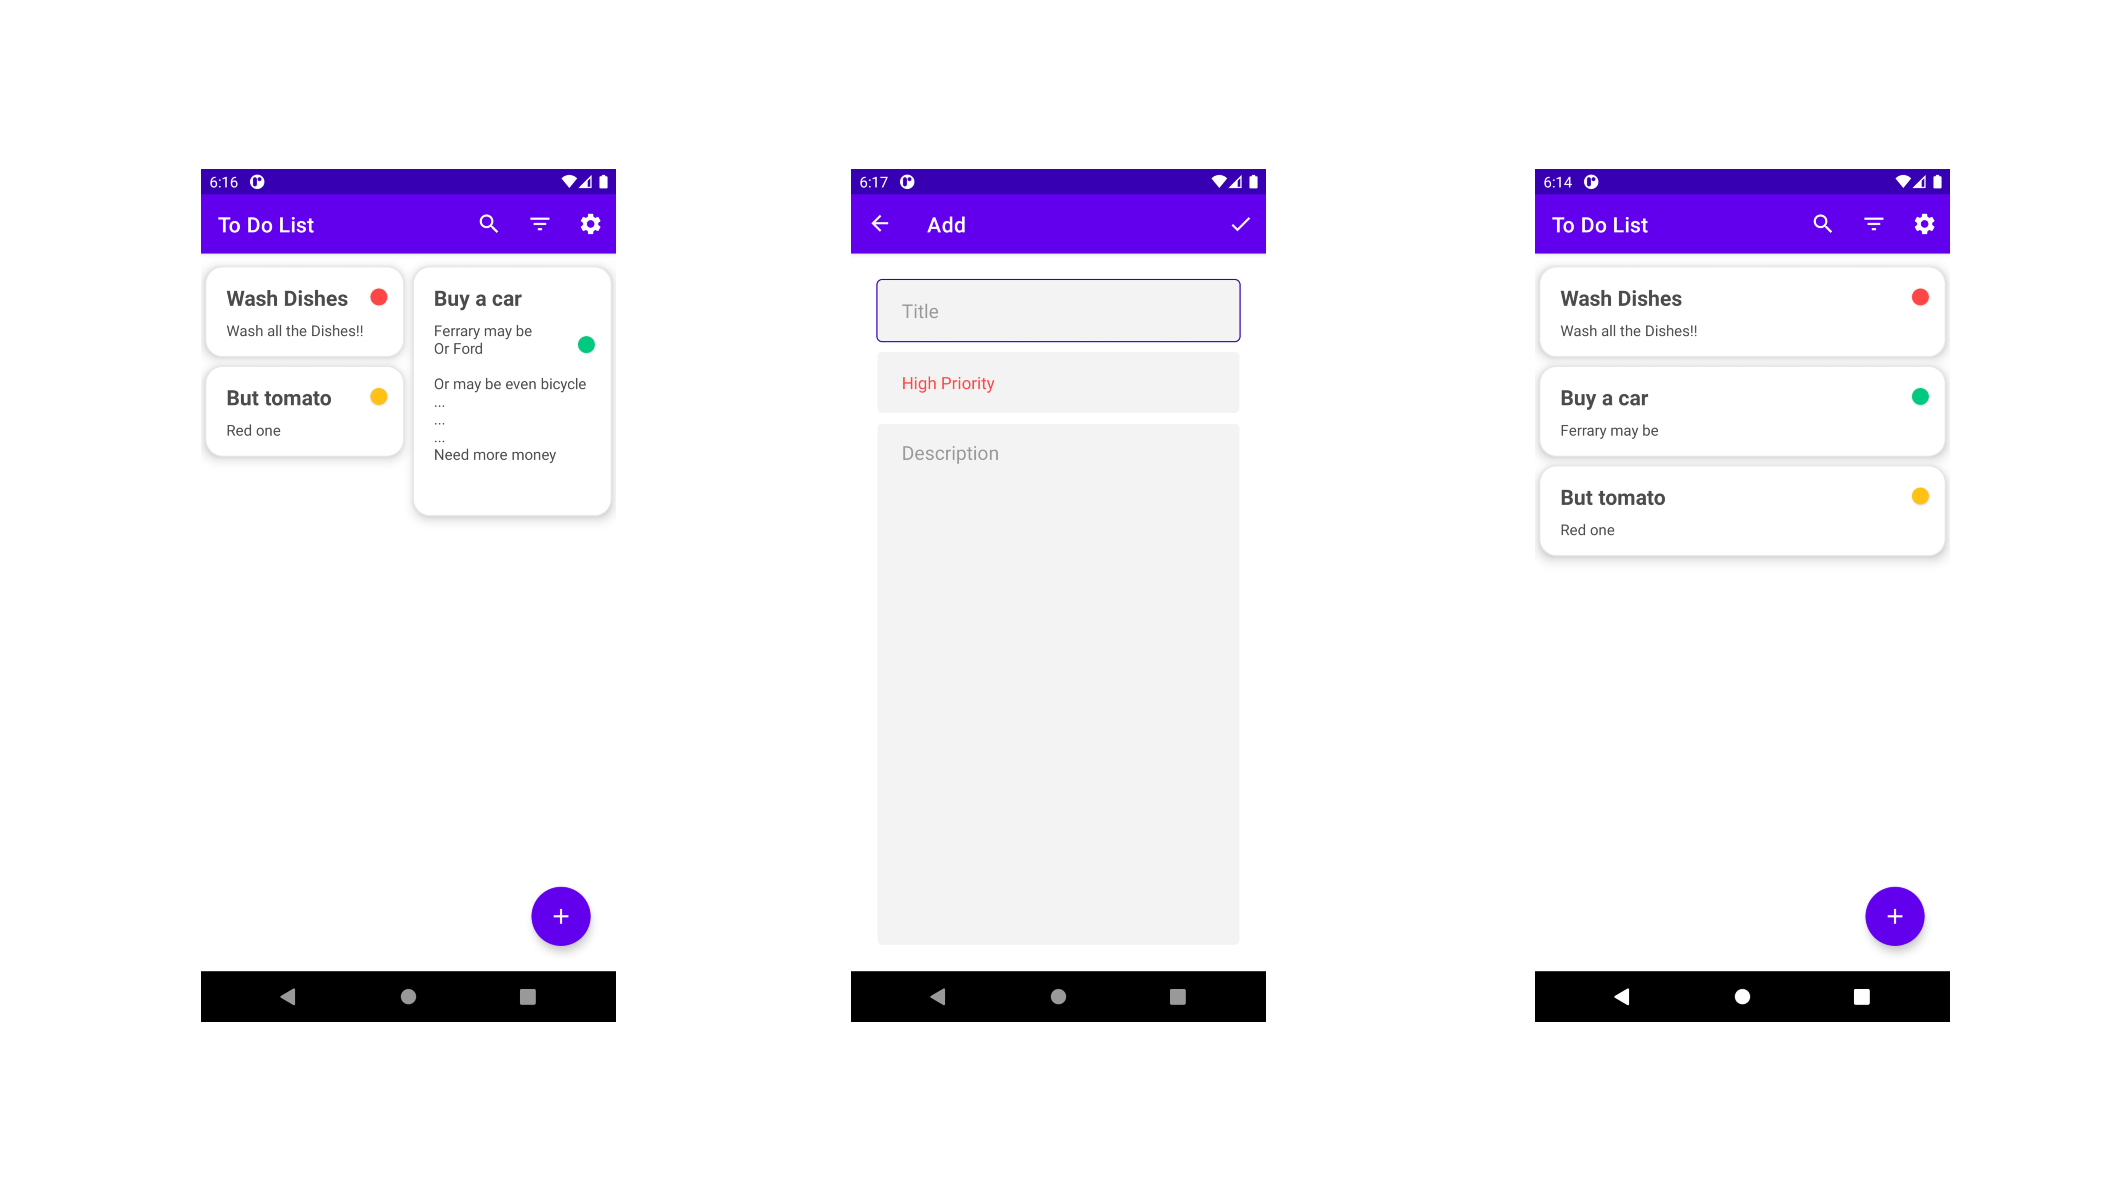 6:16
To Do List
Wash Dishes
Wash all the Dishes!!
But tomato
Red one
Buy a car
Ferrary may be
Or Ford
Or may be even bicycle
...
...
...
Need more money
6:17
Add
Title
High Priority
Description
6:14
To Do List
Wash Dishes
Wash all the Dishes!!
Buy a car
Ferrary may be
But tomato
Red one